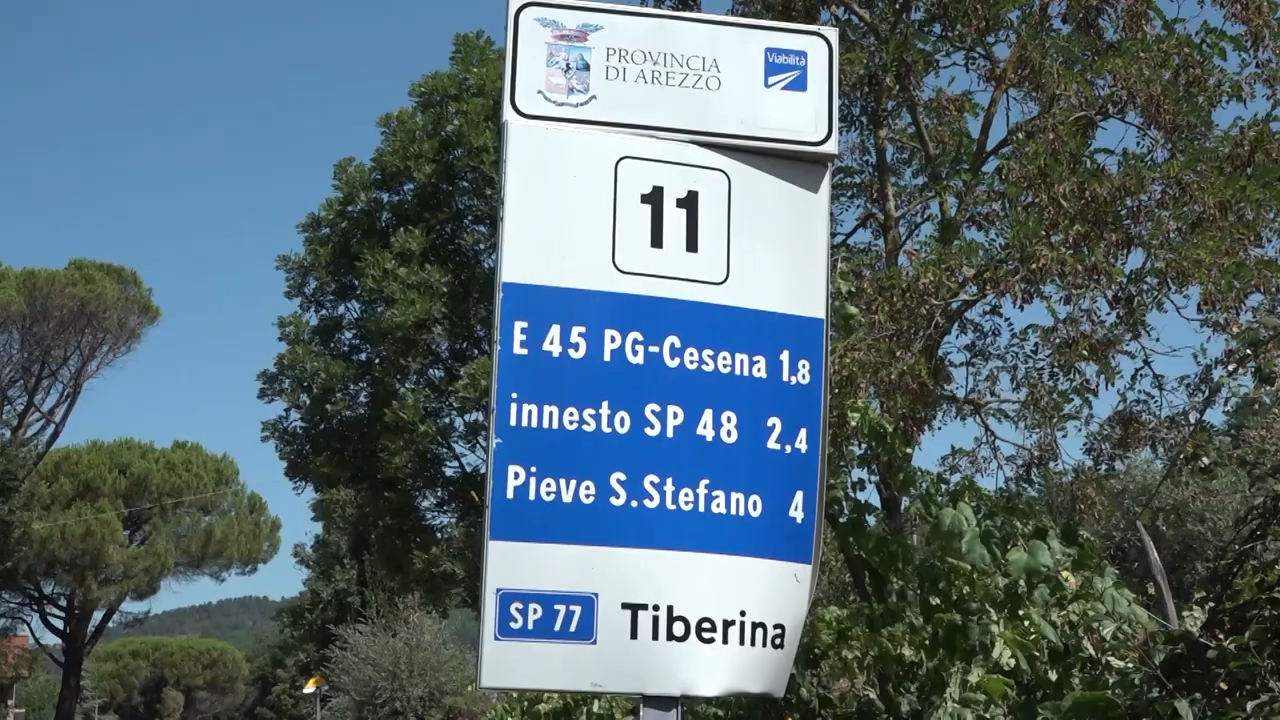 PROVINCIA
DI AREZZO
Viabilità
11
E 45 PG-Cesena 1,8
innesto SP 48 2,4
Pieve S.Stefano 4
SP 77 Tiberina